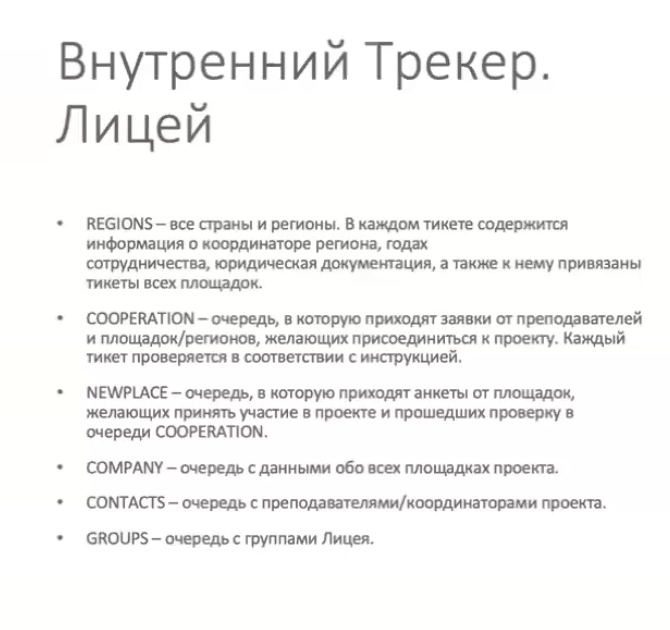 Внутренний Трекер.
Лицей
• REGIONS – все страны и регионы. В каждом тикете содержится
информация о координаторе региона, годах
сотрудничества, юридическая документация, а также к нему привязаны
тикеты всех площадок.
• COOPERATION – очередь, в которую приходят заявки от преподавателей
и площадок/регионов, желающих присоединиться к проекту. Каждый
тикет проверяется в соответствии с инструкцией.
• NEWPLACE – очередь, в которую приходят анкеты от площадок,
желающих принять участие в проекте и прошедших проверку в
очереди COOPERATION.
• COMPANY – очередь с данными обо всех площадках проекта.
• CONTACTS – очередь с преподавателями/координаторами проекта.
• GROUPS – очередь с группами Лицея.